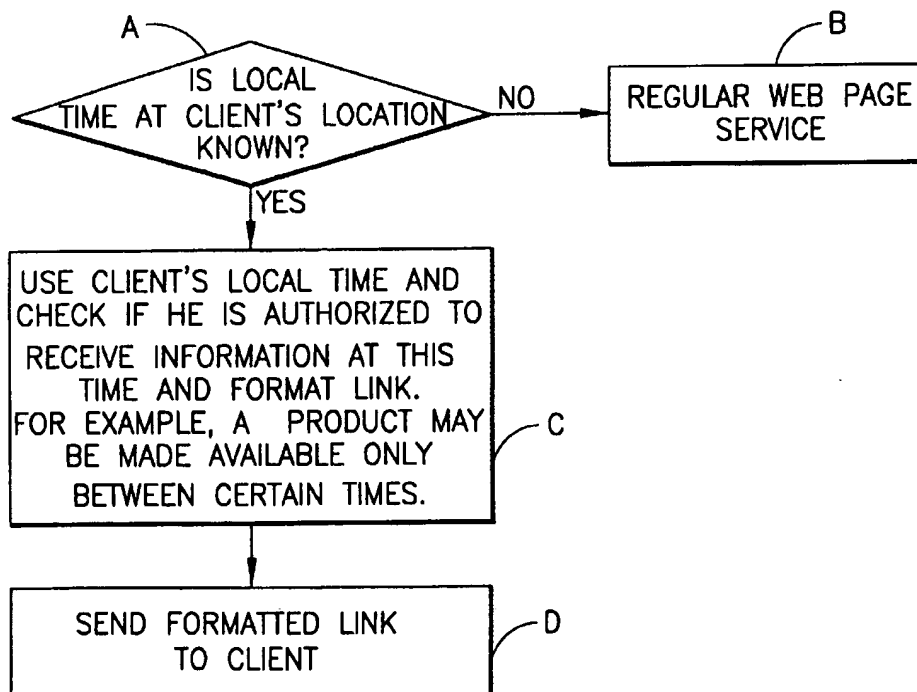 A
IS LOCAL
TIME AT CLIENT'S LOCATION
KNOWN?
NO
B
REGULAR WEB PAGE
SERVICE
YES
USE CLIENT'S LOCAL TIME AND
CHECK IF HE IS AUTHORIZED TO
RECEIVE INFORMATION AT THIS
TIME AND FORMAT LINK.
FOR EXAMPLE, A PRODUCT MAY
BE MADE AVAILABLE ONLY
BETWEEN CERTAIN TIMES.
C
SEND FORMATTED LINK
TO CLIENT
D